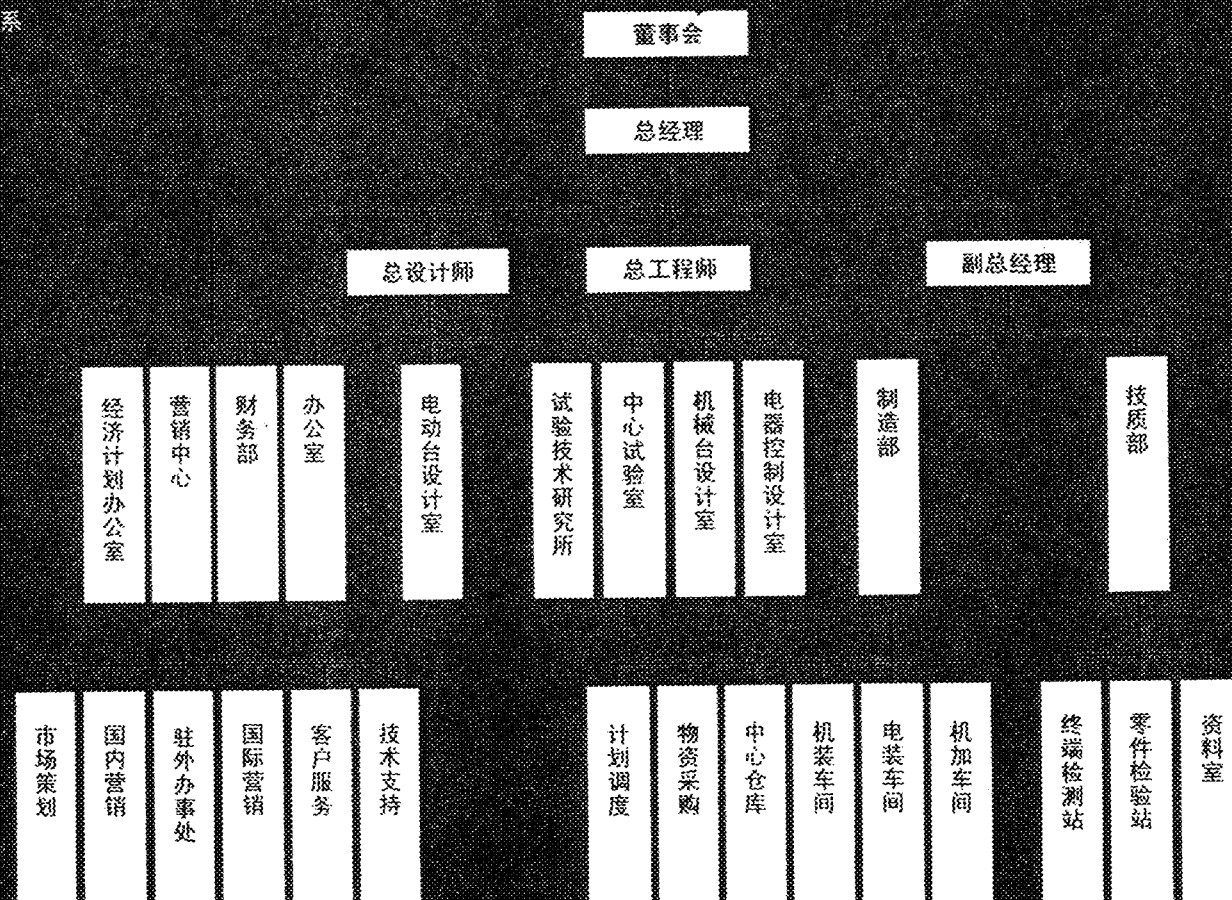 系
董事会
总经理
总设计师
总工程师
副总经理
经济计划办公室
营销中心
财务部
办公室
电动台设计室
试验技术研究所
中心试验室
机械台设计室
电器控制设计室
制造部
技质部
市场策划
国内营销
驻外办事处
国际营销
客户服务
技术支持
计划调度
物资采购
中心仓库
机装车间
电装车间
机加车间
终端检测站
零件检验站
资料室